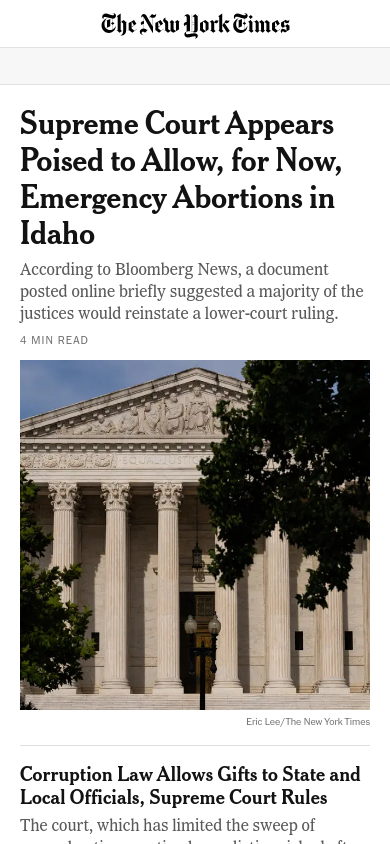 The New York Times
Supreme Court Appears
Poised to Allow, for Now,
Emergency Abortions in
Idaho
According to Bloomberg News, a document
posted online briefly suggested a majority of the
justices would reinstate a lower-court ruling.
4 MIN READ
Eric Lee/The New York Times
Corruption Law Allows Gifts to State and
Local Officials, Supreme Court Rules
The court, which has limited the sweep of